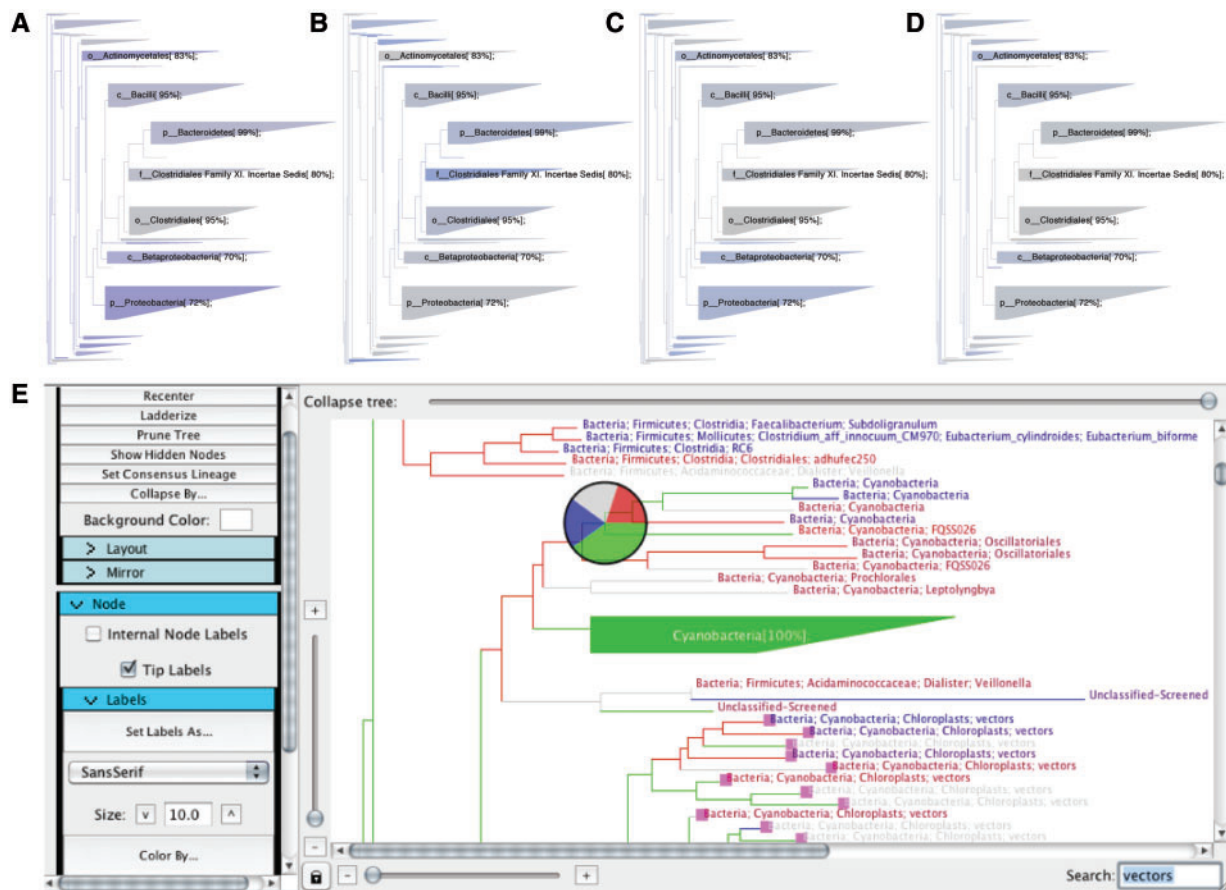 A
o__Actinomycetales[ 83%];
c__Bacilli[ 95%];
p__Bacteroidetes[ 99%];
f__Clostridiales Family XI. Incertae Sedis[ 80%];
o__Clostridiales[ 95%];
c__Betaproteobacteria[ 70%];
p__Proteobacteria[ 72%];
B
o__Actinomycetales[ 83%];
c__Bacilli[ 95%];
p__Bacteroidetes[ 99%];
f__Clostridiales Family XI. Incertae Sedis[ 80%];
o__Clostridiales[ 95%];
c__Betaproteobacteria[ 70%];
p__Proteobacteria[ 72%];
C
o__Actinomycetales[ 83%];
c__Bacilli[ 95%];
p__Bacteroidetes[ 99%];
f__Clostridiales Family XI. Incertae Sedis[ 80%];
o__Clostridiales[ 95%];
c__Betaproteobacteria[ 70%];
p__Proteobacteria[ 72%];
D
o__Actinomycetales[ 83%];
c__Bacilli[ 95%];
p__Bacteroidetes[ 99%];
f__Clostridiales Family XI. Incertae Sedis[ 80%];
o__Clostridiales[ 95%];
c__Betaproteobacteria[ 70%];
p__Proteobacteria[ 72%];
E
Recenter
Ladderize
Prune Tree
Show Hidden Nodes
Set Consensus Lineage
Collapse By...
Background Color:
> Layout
> Mirror
Node
Internal Node Labels
Tip Labels
Labels
Set Labels As...
SansSerif
Size: v 10.0 ^
Color By...
Collapse tree:
Bacteria; Firmicutes; Clostridia; Faecalibacterium; Subdoligranulum
Bacteria; Firmicutes; Mollicutes; Clostridium_aff_innocuum_CM970; Eubacterium_cylindroides; Eubacterium_biforme
Bacteria; Firmicutes; Clostridia; RC6
Bacteria; Firmicutes; Clostridia; Clostridiales; adhufec250
Bacteria; Firmicutes; Acidaminococcaceae; Dialister; Veillonella
Bacteria; Cyanobacteria
Bacteria; Cyanobacteria
Bacteria; Cyanobacteria
Bacteria; Cyanobacteria
Bacteria; Cyanobacteria; FQSS026
Bacteria; Cyanobacteria; Oscillatoriales
Bacteria; Cyanobacteria; Oscillatoriales
Bacteria; Cyanobacteria; FQSS026
Bacteria; Cyanobacteria; Prochlorales
Bacteria; Cyanobacteria; Leptolyngbya
Cyanobacteria[100%]
Bacteria; Firmicutes; Acidaminococcaceae; Dialister; Veillonella
Unclassified-Screened
Unclassified-Screened
Bacteria; Cyanobacteria; Chloroplasts; vectors
Bacteria; Cyanobacteria; Chloroplasts; vectors
Bacteria; Cyanobacteria; Chloroplasts; vectors
Bacteria; Cyanobacteria; Chloroplasts; vectors
Bacteria; Cyanobacteria; Chloroplasts; vectors
Bacteria; Cyanobacteria; Chloroplasts; vectors
Bacteria; Cyanobacteria; Chloroplasts; vectors
Bacteria; Cyanobacteria; Chloroplasts; vectors
Bacteria; Cyanobacteria; Chloroplasts; vectors
Bacteria; Cyanobacteria; Chloroplasts; vectors
Bacteria; Cyanobacteria; Chloroplasts; vectors
Search: vectors